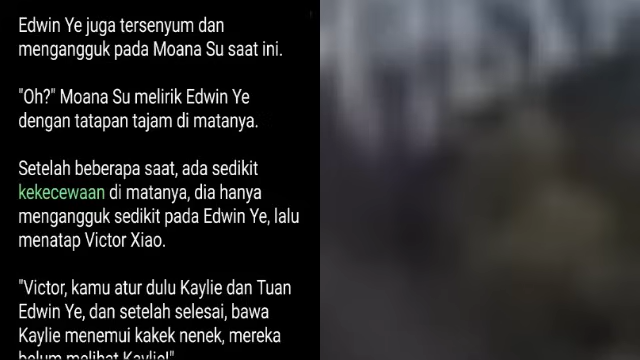 Edwin Ye juga tersenyum dan
mengangguk pada Moana Su saat ini.
"Oh?" Moana Su melirik Edwin Ye
dengan tatapan tajam di matanya.
Setelah beberapa saat, ada sedikit
kekecewaan di matanya, dia hanya
mengangguk sedikit pada Edwin Ye, lalu
menatap Victor Xiao.
"Victor, kamu atur dulu Kaylie dan Tuan
Edwin Ye, dan setelah selesai, bawa
Kaylie menemui kakek nenek, mereka
belum melihat Kaylie!"